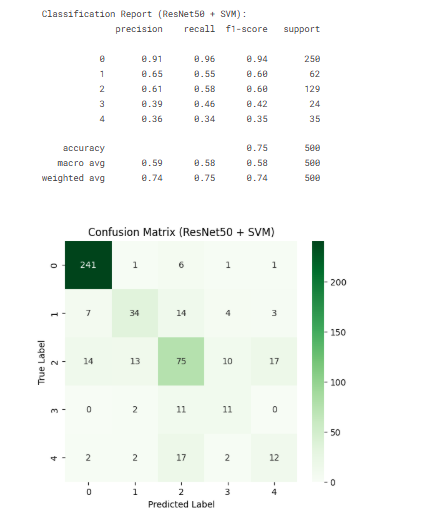 Classification Report (ResNet50 + SVM):
precision recall f1-score support
0 0.91 0.96 0.94 250
1 0.65 0.55 0.60 62
2 0.61 0.58 0.60 129
3 0.39 0.46 0.42 24
4 0.36 0.34 0.35 35
accuracy 0.75 500
macro avg 0.59 0.58 0.58 500
weighted avg 0.74 0.75 0.74 500
Confusion Matrix (ResNet50 + SVM)
0 241 1 6 1 1
1 7 34 14 4 3
2 14 13 75 10 17
3 0 2 11 11 0
4 2 2 17 2 12
0 1 2 3 4
True Label
Predicted Label
200
150
100
50
0